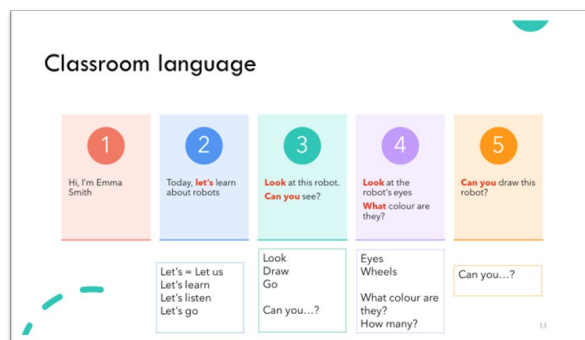 Classroom language
1
Hi, I'm Emma
Smith
2
Today, let's learn
about robots
3
Look at this robot.
Can you see?
4
Look at the
robot's eyes
What colour are
they?
5
Can you draw this
robot?
Let's = Let us
Let's learn
Let's listen
Let's go
Look
Draw
Go
Can you...?
Eyes
Wheels
What colour are
they?
How many?
Can you...?
13